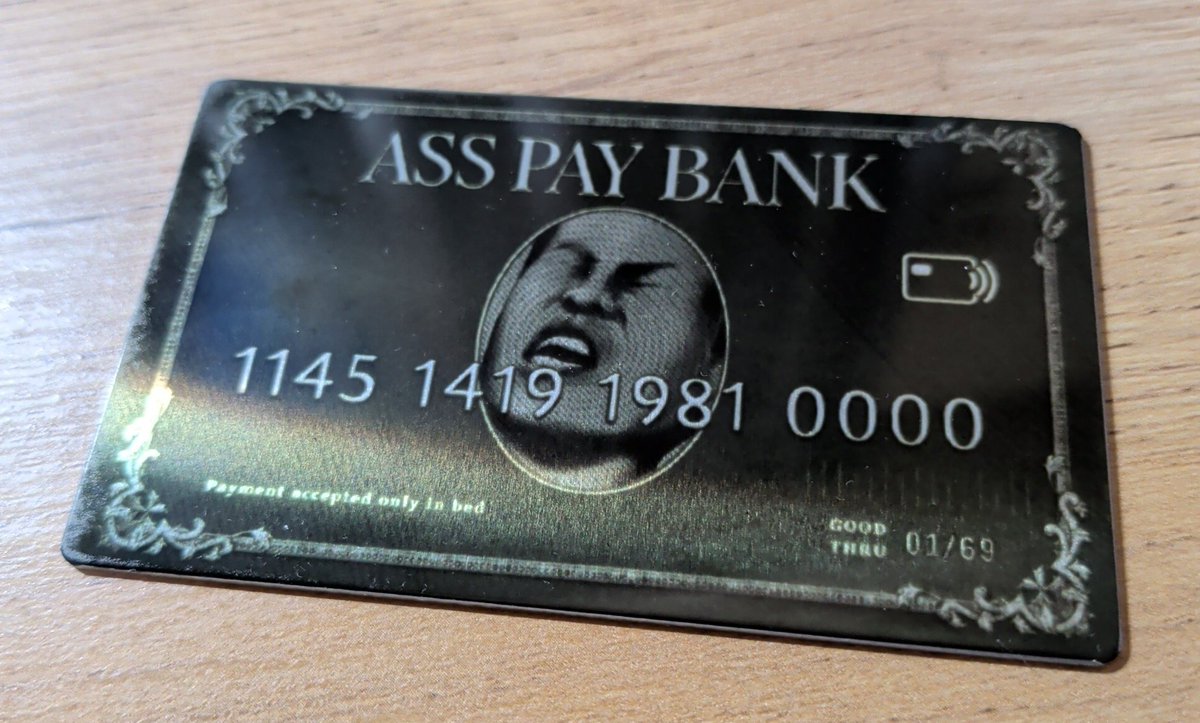 ASS PAY BANK
1145 1419 1981 0000
Payment accepted only in bed
GOOD
THRU 01/69